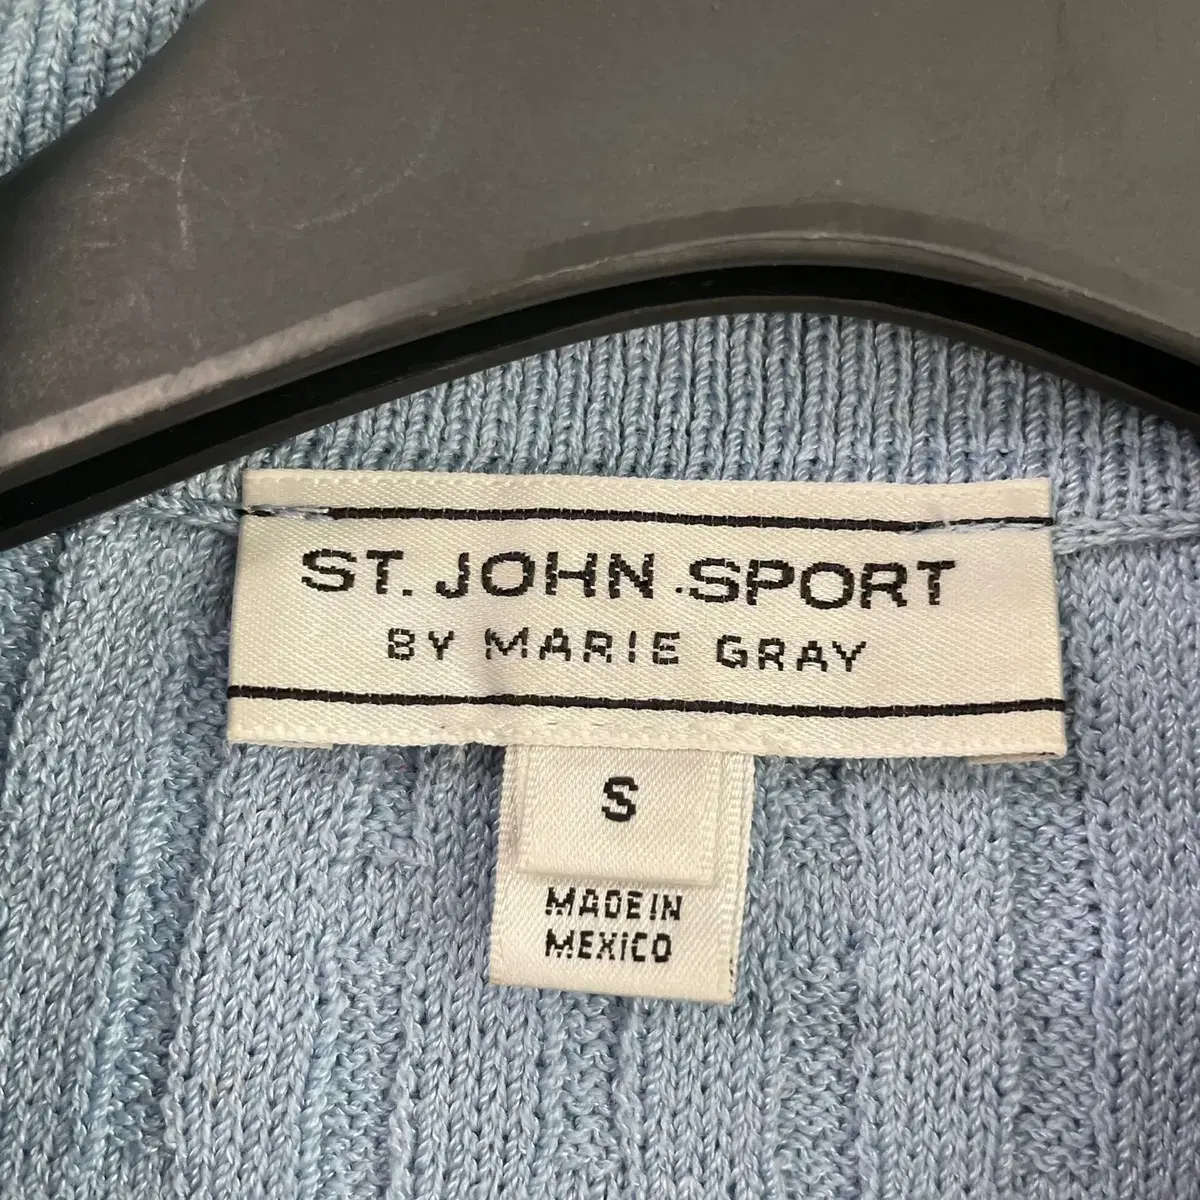 ST. JOHN SPORT
BY MARIE GRAY
S
MADE IN
MEXICO